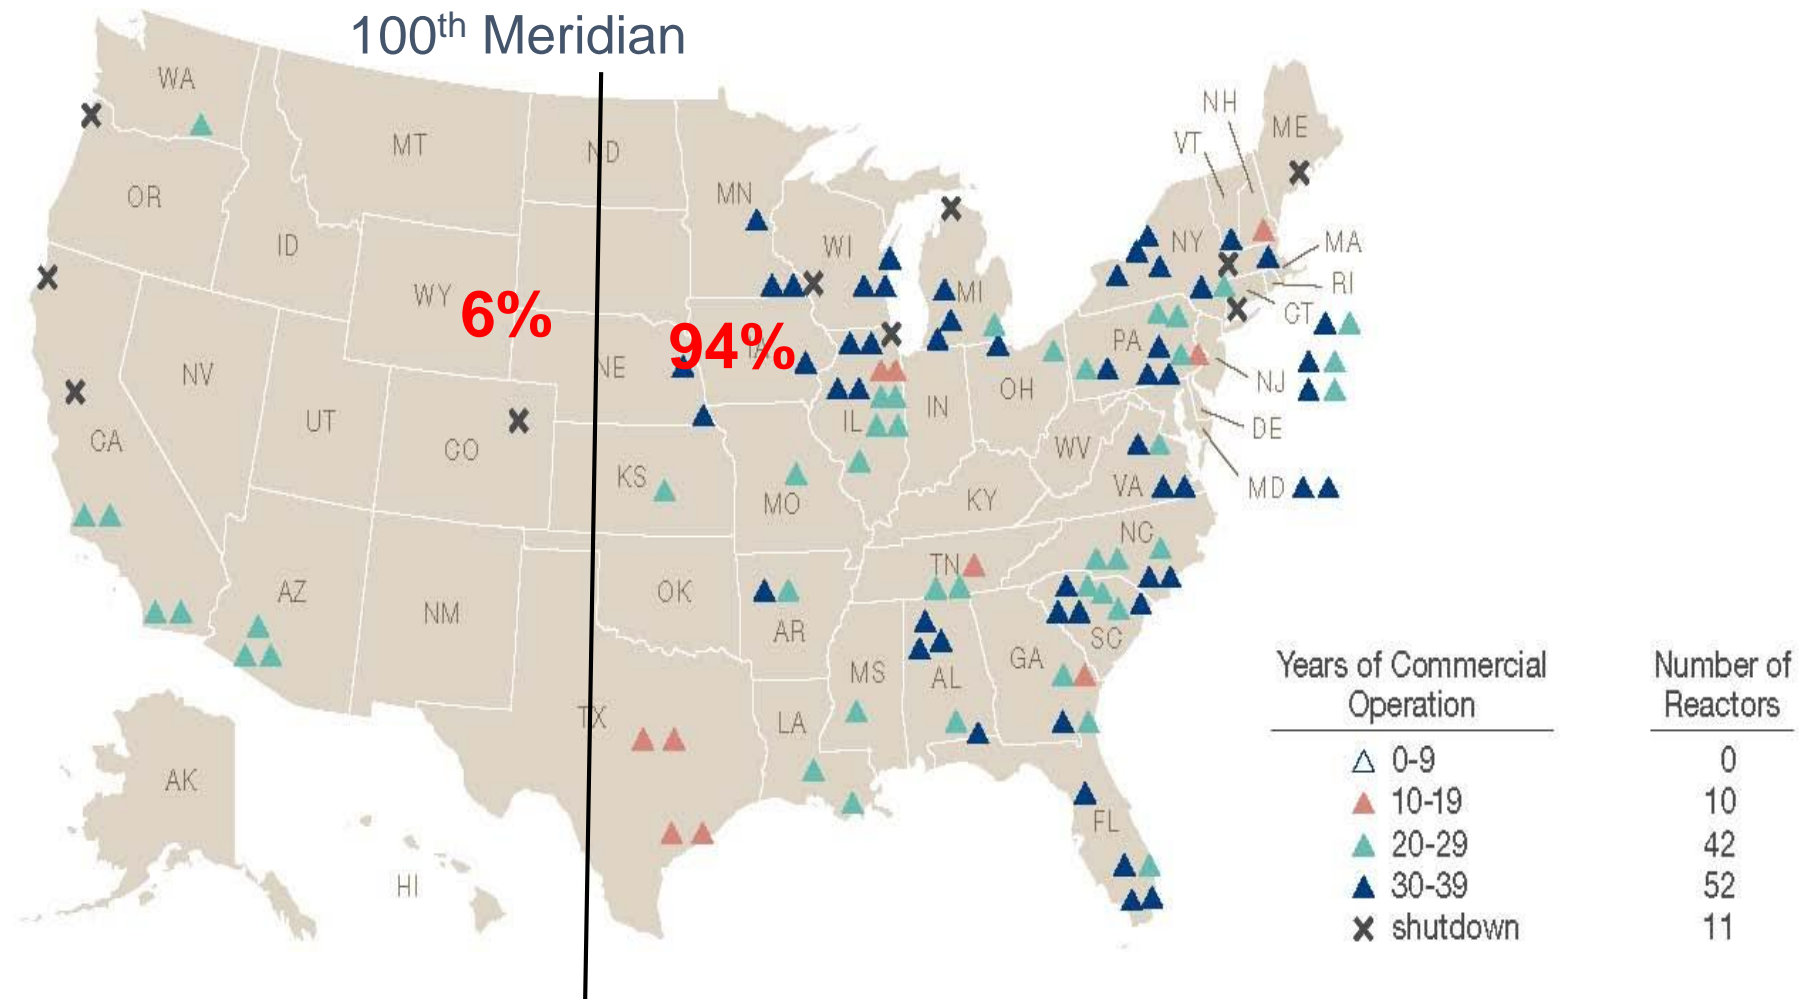 100th Meridian
WA
MT
ND
OR
ID
MN
WI
WY
6%
94%
IA
NE
MI
NY
VT
NH
ME
MA
RI
CT
PA
NJ
DE
MD
NV
UT
CO
CA
KS
MO
IL
IN
OH
WV
VA
KY
NC
TN
SC
AZ
NM
OK
AR
MS
AL
GA
TX
LA
FL
AK
HI
Years of Commercial Operation
Number of Reactors
0-9 0
10-19 10
20-29 42
30-39 52
shutdown 11